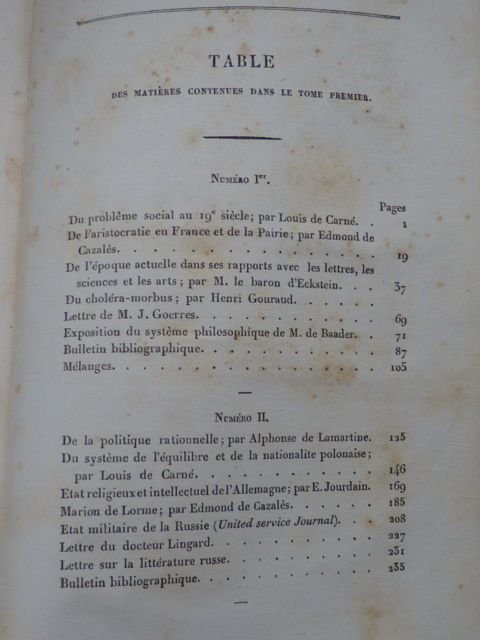 TABLE
DES MATIÈRES CONTENUES DANS LE TOME PREMIER.
Numéro Ier.
Pages
Du problême social au 19e siècle; par Louis de Carné. . 1
De l'aristocratie en France et de la Pairie; par Edmond de
Cazalès. . . . . . . . . . . . . . . . 19
De l'époque actuelle dans ses rapports avec les lettres, les
sciences et les arts; par M. le baron d'Eckstein. . . 37
Du choléra-morbus; par Henri Gouraud. . . . . .
Lettre de M. J. Goerres. . . . . . . . . . . 69
Exposition du système philosophique de M. de Baader. . 71
Bulletin bibliographique. . . . . . . . . . . 87
Mélanges. . . . . . . . . . . . . . . . 105
Numéro II.
De la politique rationnelle; par Alphonse de Lamartine. 125
Du système de l'équilibre et de la nationalite polonaise;
par Louis de Carné. . . . . . . . . . . . 146
Etat religieux et intellectuel de l'Allemagne; par E. Jourdain. 169
Marion de Lorme; par Edmond de Cazalès. . . . . . 185
Etat militaire de la Russie (United service Journal). . . 208
Lettre du docteur Lingard. . . . . . . . . . 227
Lettre sur la littérature russe. . . . . . . . . 231
Bulletin bibliographique. . . . . . . . . . . 235